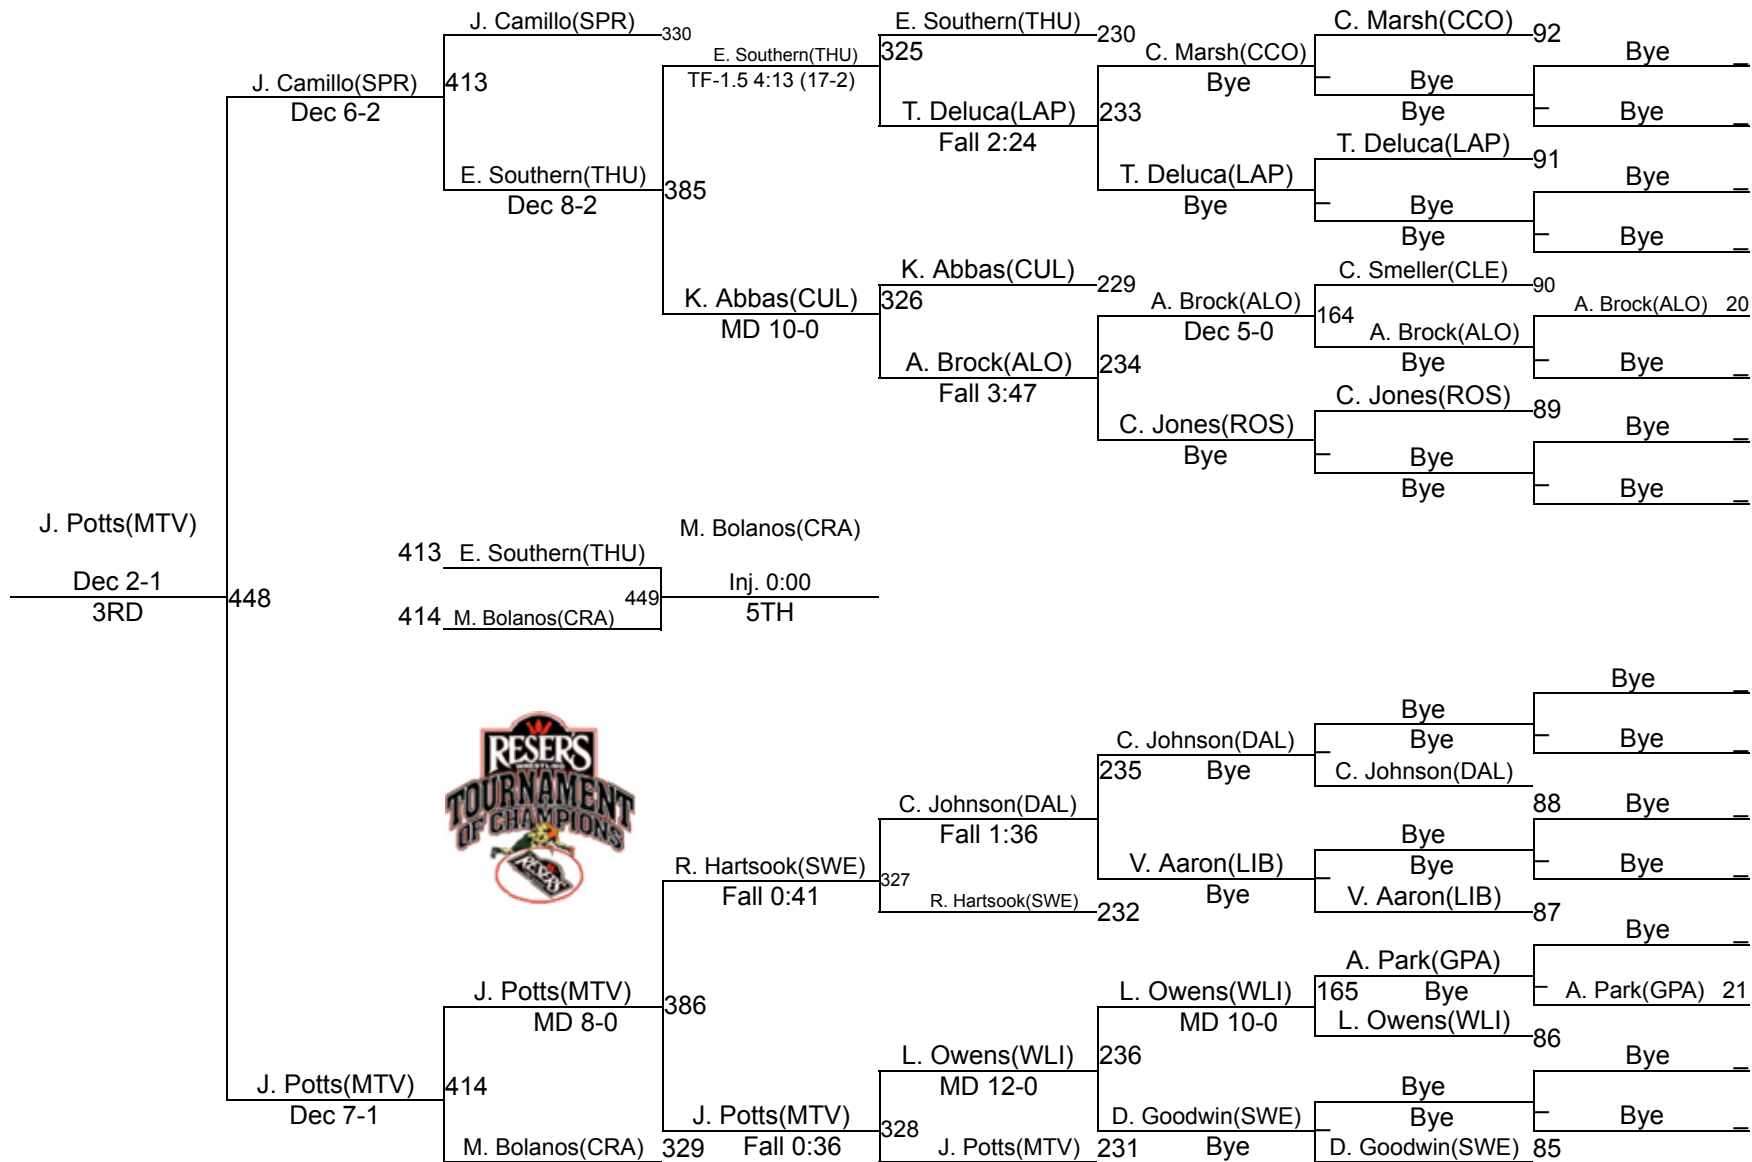 J. Camillo(SPR)
330
E. Southern(THU)
230
C. Marsh(CCO)
92
Bye _
E. Southern(THU)
325
C. Marsh(CCO)
J. Camillo(SPR)
413
TF-1.5 4:13 (17-2)
Bye
_ Bye
Dec 6-2
T. Deluca(LAP)
233
Bye
_ Bye _
Fall 2:24
T. Deluca(LAP)
91
E. Southern(THU)
385
T. Deluca(LAP)
Bye _
Dec 8-2
Bye
_ Bye
Bye
_ Bye _
K. Abbas(CUL)
229
C. Smeller(CLE)
90
K. Abbas(CUL)
326
A. Brock(ALO)
164
A. Brock(ALO) 20
MD 10-0
Dec 5-0
A. Brock(ALO)
A. Brock(ALO)
234
Bye
_ Bye _
Fall 3:47
C. Jones(ROS)
89
C. Jones(ROS)
Bye _
Bye
_ Bye
Bye
_ Bye _
J. Potts(MTV)
M. Bolanos(CRA)
413 E. Southern(THU)
Dec 2-1
448
449
Inj. 0:00
3RD
414 M. Bolanos(CRA)
5TH
Bye _
Bye
C. Johnson(DAL)
_ Bye
_ Bye _
235
Bye
C. Johnson(DAL)
RESER'S
WRESTLING
TOURNAMENT
OF CHAMPIONS
RESER'S
C. Johnson(DAL)
88
Bye _
Fall 1:36
Bye
R. Hartsook(SWE)
327
V. Aaron(LIB)
_ Bye
_ Bye _
Fall 0:41
R. Hartsook(SWE)
232
Bye
V. Aaron(LIB)
87
Bye _
A. Park(GPA)
J. Potts(MTV)
386
L. Owens(WLI)
165
Bye
_ A. Park(GPA) 21
MD 8-0
MD 10-0
L. Owens(WLI)
86
L. Owens(WLI)
236
Bye _
J. Potts(MTV)
414
MD 12-0
Bye
Dec 7-1
J. Potts(MTV)
328
D. Goodwin(SWE)
_ Bye
_ Bye _
M. Bolanos(CRA)
329
Fall 0:36
J. Potts(MTV)
231
Bye
D. Goodwin(SWE)
85